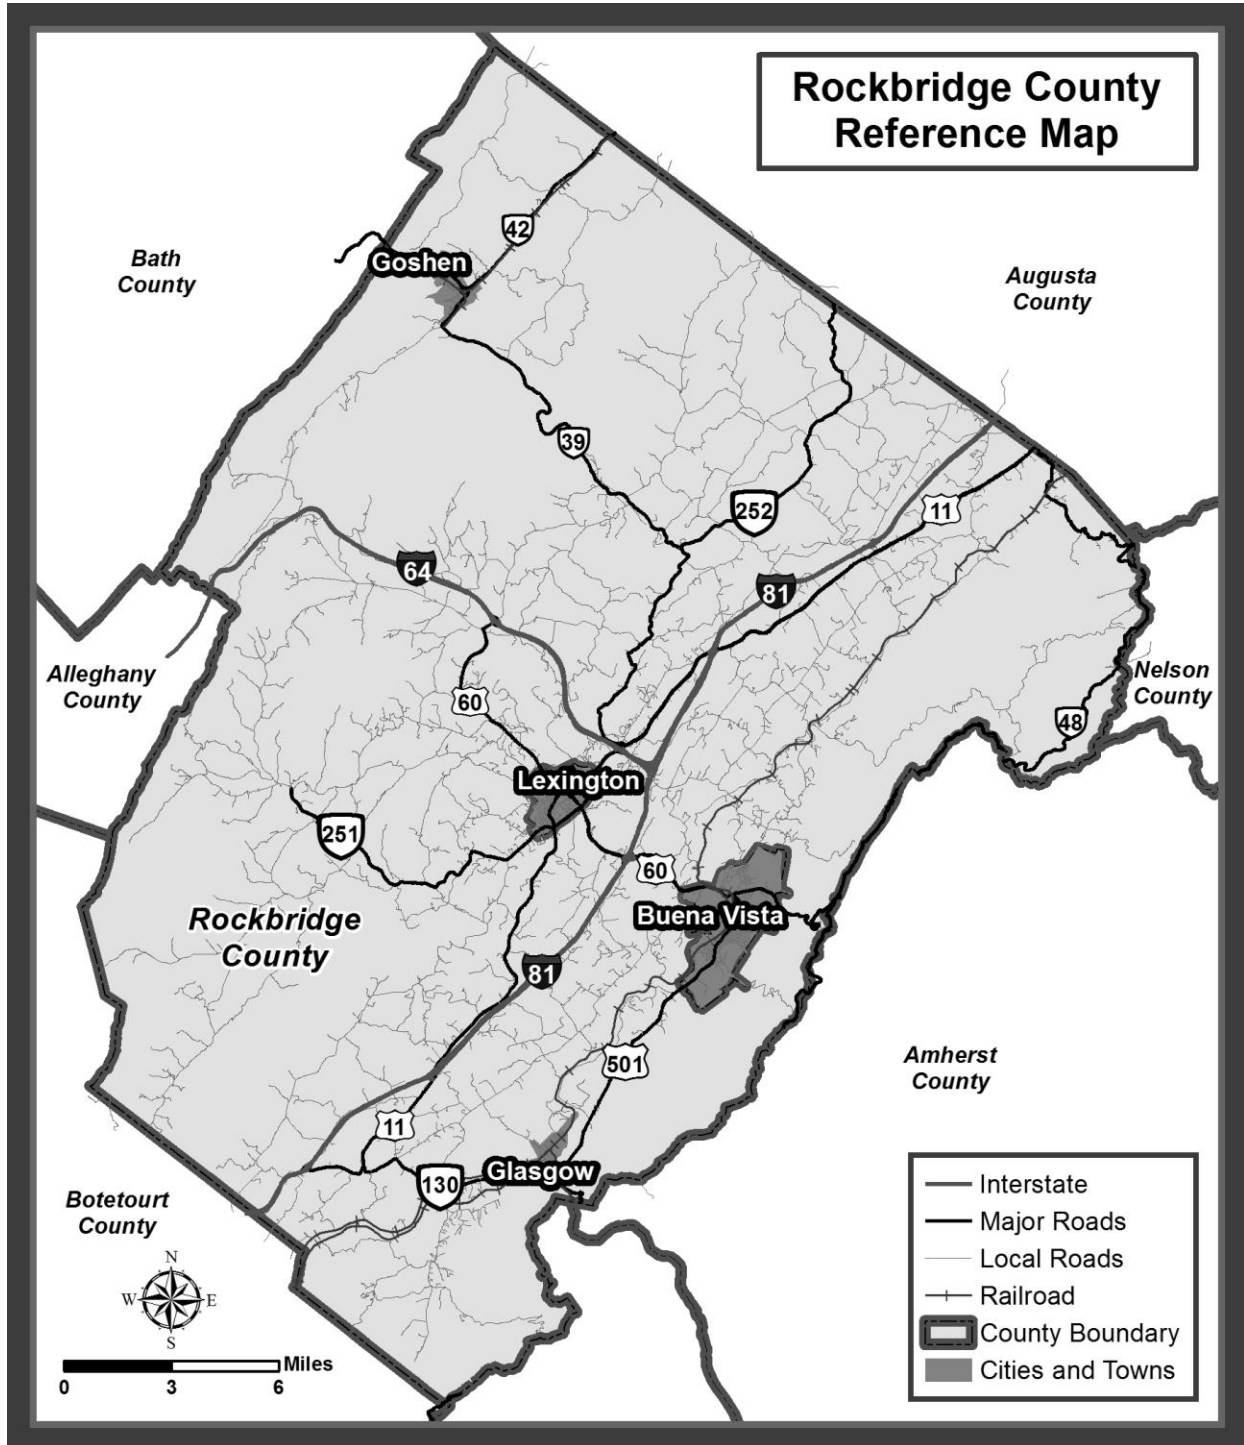 Rockbridge County
Reference Map
42
Goshen
Bath
County
Augusta
County
39
252
11
64
81
Alleghany
County
Nelson
County
60
48
Lexington
251
60
Buena Vista
Rockbridge
County
81
501
Amherst
County
11
Glasgow
130
Botetourt
County
N
W
E
S
Miles
0
3
6
Interstate
Major Roads
Local Roads
Railroad
County Boundary
Cities and Towns